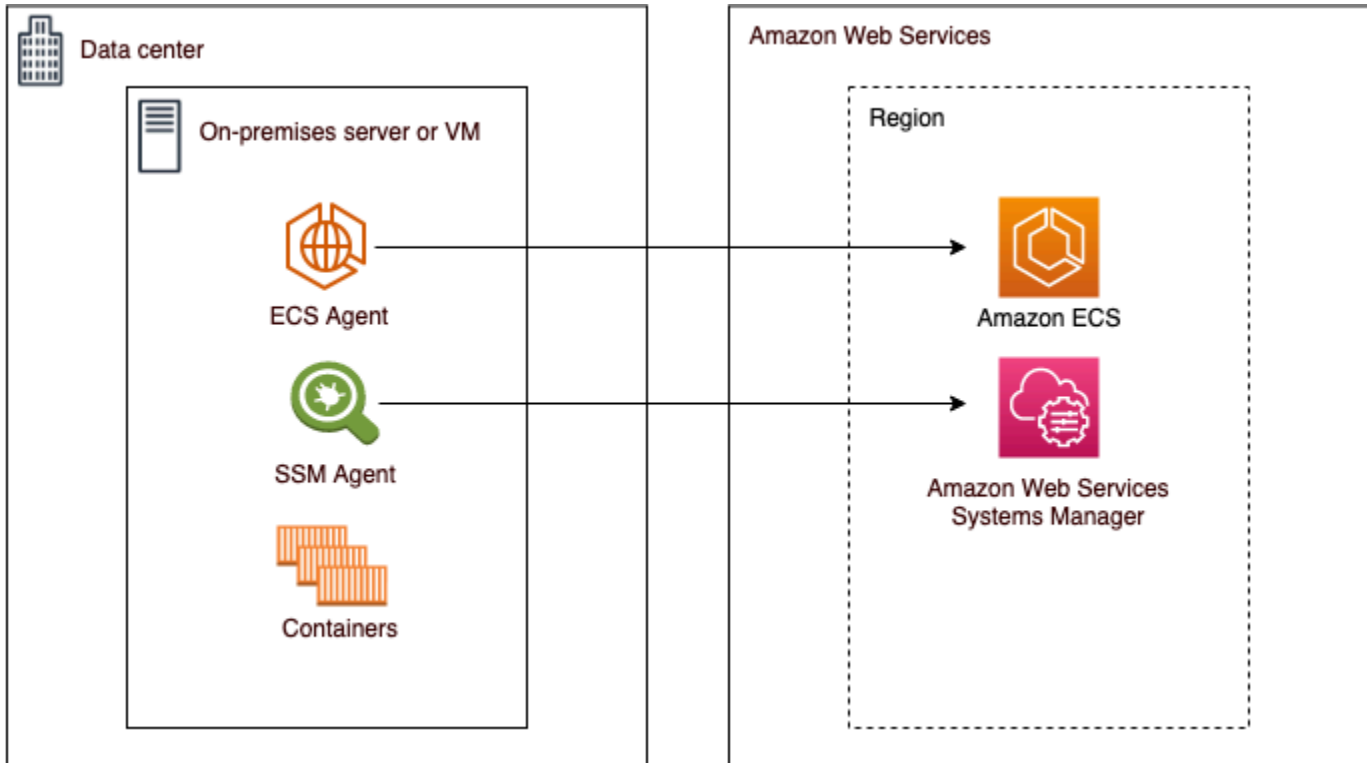 Data center
On-premises server or VM
ECS Agent
SSM Agent
Containers
Amazon Web Services
Region
Amazon ECS
Amazon Web Services
Systems Manager